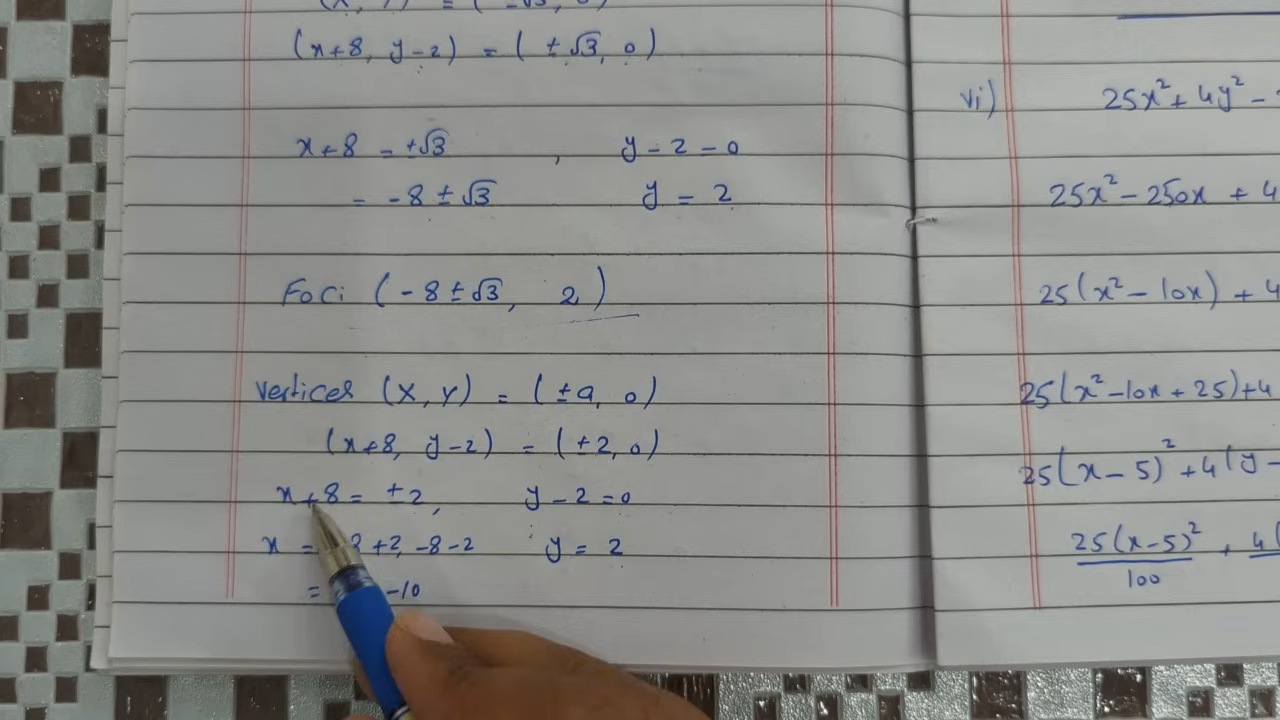 (x+8, y-2) = (±√3, 0)
x+8 = ±√3 , y-2=0
= -8 ±√3 y = 2
Foci (-8±√3, 2)
Vertices (X, Y) = (±a, 0)
(x+8, y-2) = (±2, 0)
x+8 = ±2, y-2=0
x = +2, -8-2 y = 2
= -10
vi) 25x²+4y²-
25x²-250x + 4
25(x²-10x) + 4
25(x²-10x+25)+4
25(x-5)²+4(y-
25(x-5)²/100 + 4(